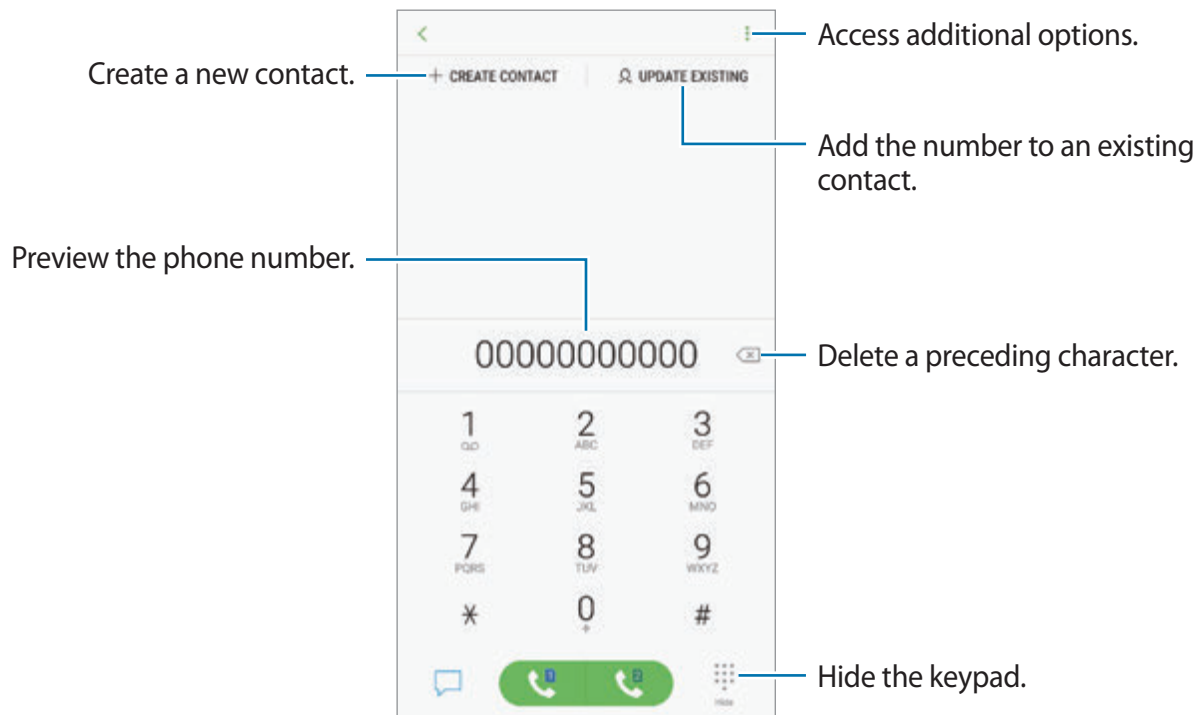 Access additional options.
Create a new contact.
+ CREATE CONTACT
UPDATE EXISTING
Add the number to an existing
contact.
Preview the phone number.
00000000000
Delete a preceding character.
1 2 3
ABC DEF
4 5 6
GHI JKL MNO
7 8 9
PQRS TUV WXYZ
* 0 #
+
1 2
Hide the keypad.
Hide